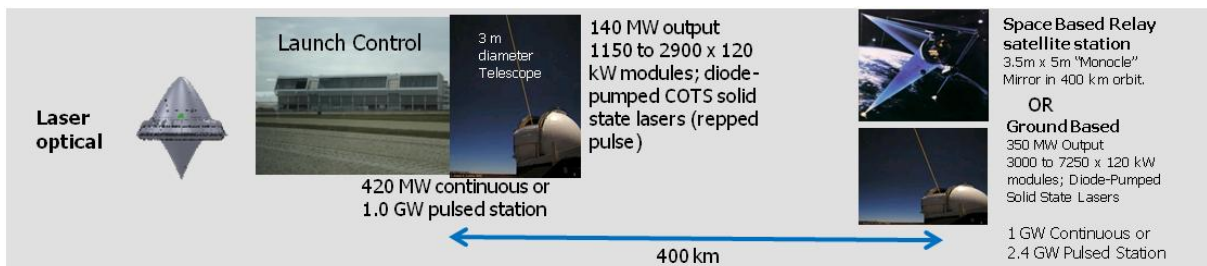 Laser
optical
Launch Control
3 m
diameter
Telescope
140 MW output
1150 to 2900 x 120
kW modules; diode-
pumped COTS solid
state lasers (repped
pulse)
420 MW continuous or
1.0 GW pulsed station
400 km
Space Based Relay
satellite station
3.5m x 5m "Monocle"
Mirror in 400 km orbit.
OR
Ground Based
350 MW Output
3000 to 7250 x 120 kW
modules; Diode-Pumped
Solid State Lasers
1 GW Continuous or
2.4 GW Pulsed Station